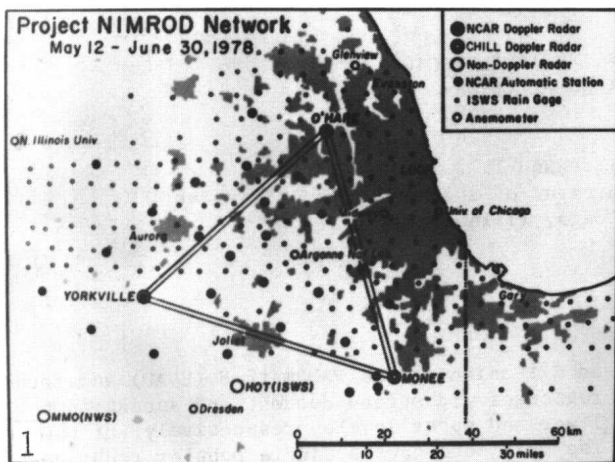 Project NIMROD Network
May 12 - June 30, 1978.
NCAR Doppler Radar
CHILL Doppler Radar
Non-Doppler Radar
NCAR Automatic Station
ISWS Rain Gage
Anemometer
Glenview
Evanston
O'HARE
N. Illinois Univ.
Univ of Chicago
Aurora
Argonne
YORKVILLE
Gary
Joliet
MONEE
HOT(ISWS)
MMO(NWS)
Dresden
0 10 20 30 40 50 60 km
0 10 20 30 miles
1